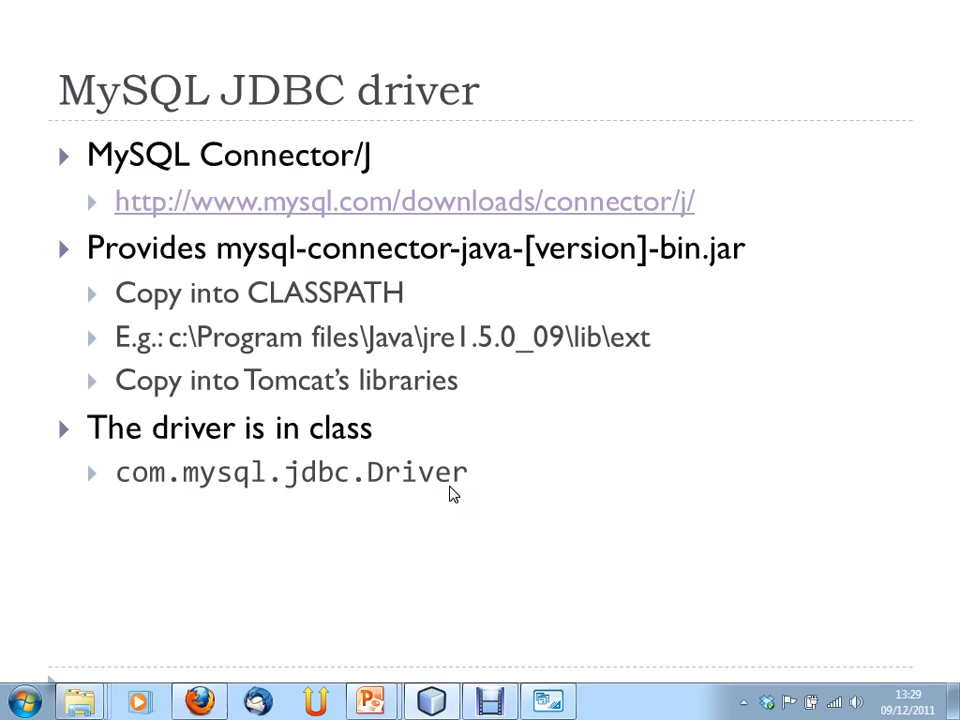 MySQL JDBC driver
MySQL Connector/J
http://www.mysql.com/downloads/connector/j/
Provides mysql-connector-java-[version]-bin.jar
Copy into CLASSPATH
E.g.: c:\Program files\Java\jre1.5.0_09\lib\ext
Copy into Tomcat's libraries
The driver is in class
com.mysql.jdbc.Driver
13:29
09/12/2011